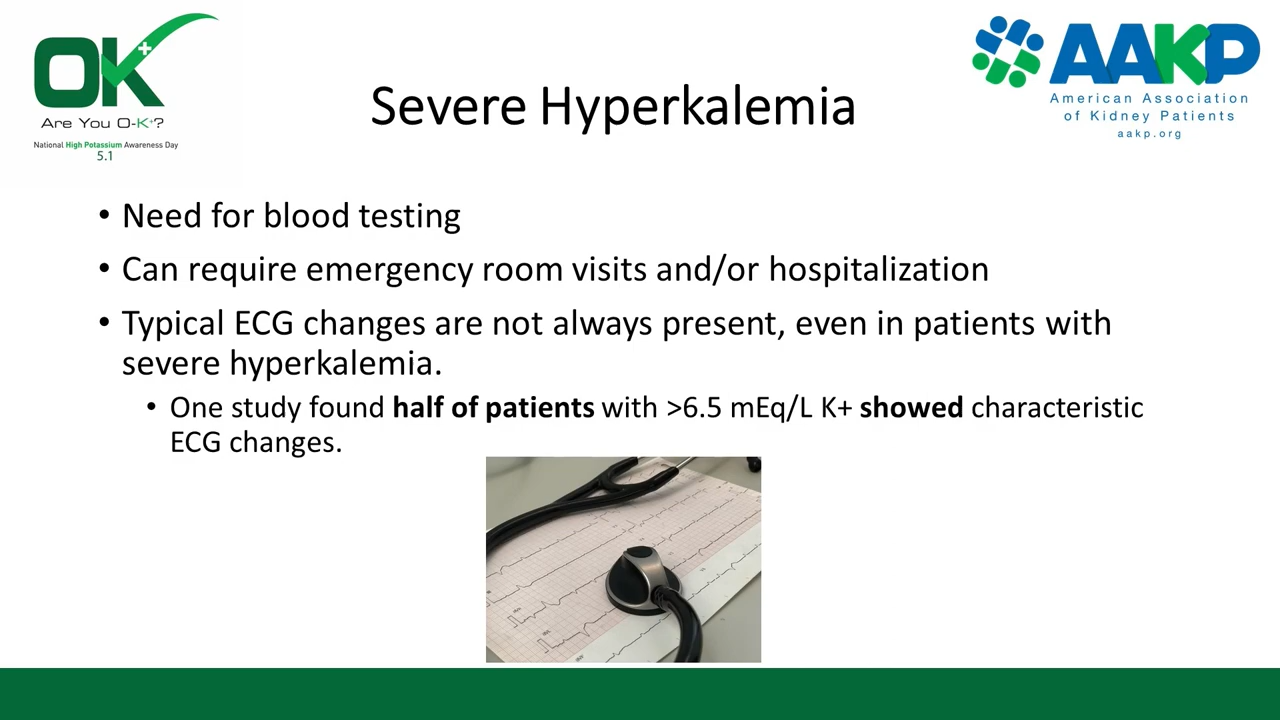 OK+
Are You O-K+?
National High Potassium Awareness Day
5.1
AAKP
American Association
of Kidney Patients
aakp.org
Severe Hyperkalemia
• Need for blood testing
• Can require emergency room visits and/or hospitalization
• Typical ECG changes are not always present, even in patients with
severe hyperkalemia.
• One study found half of patients with >6.5 mEq/L K+ showed characteristic
ECG changes.